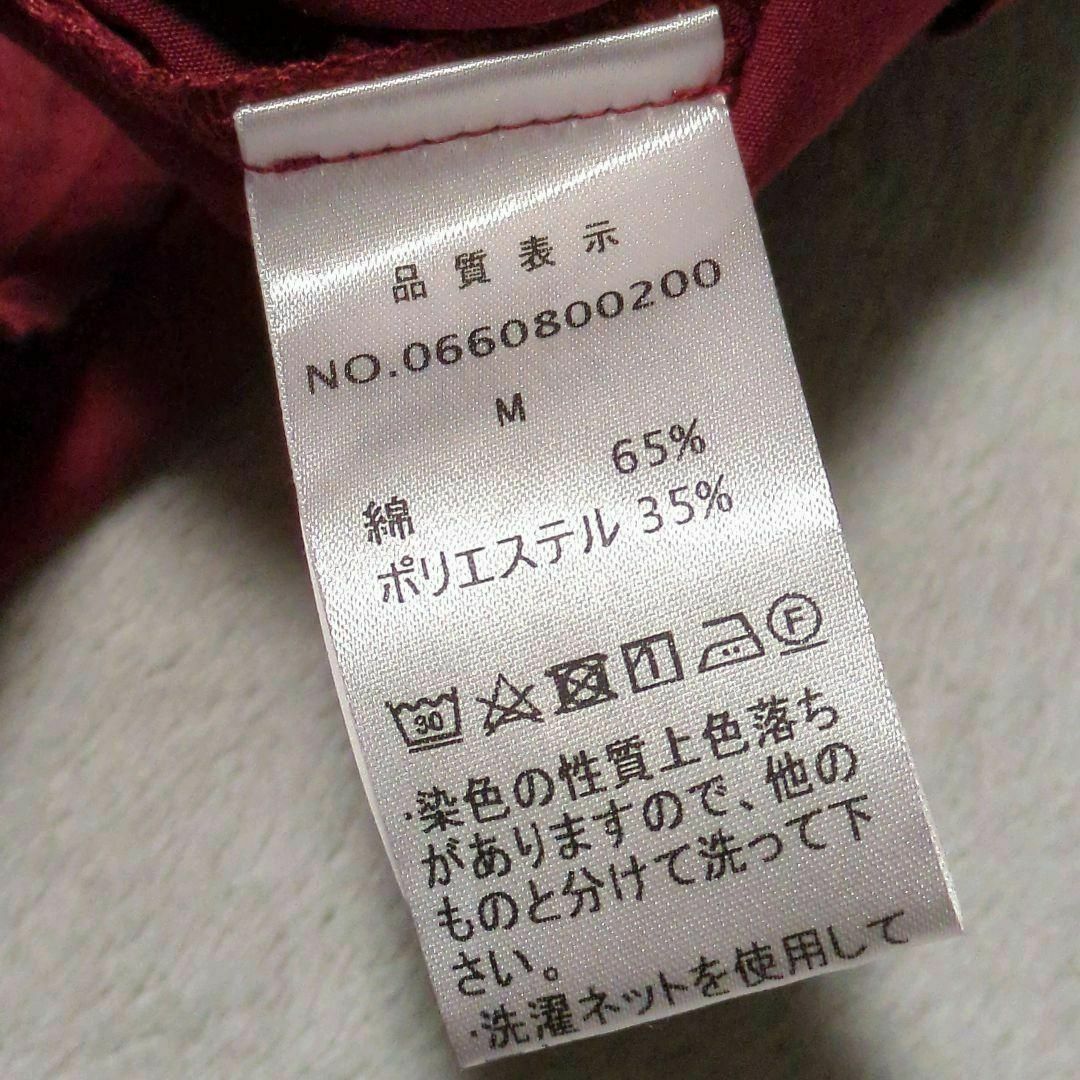 品質表示
NO.0660800200
M
綿 65%
ポリエステル 35%
30 1 F
・染色の性質上色落ち
がありますので、他の
ものと分けて洗って下
さい。
・洗濯ネットを使用して